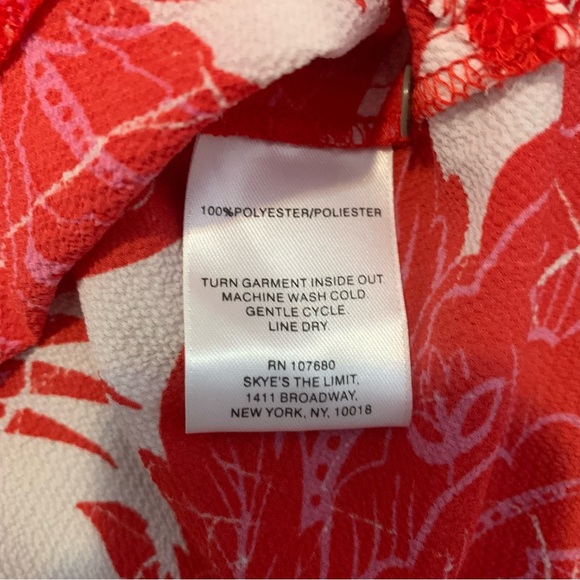 100%POLYESTER/POLIESTER
TURN GARMENT INSIDE OUT
MACHINE WASH COLD
GENTLE CYCLE
LINE DRY.
RN 107680
SKYE'S THE LIMIT,
1411 BROADWAY,
NEW YORK, NY, 10018